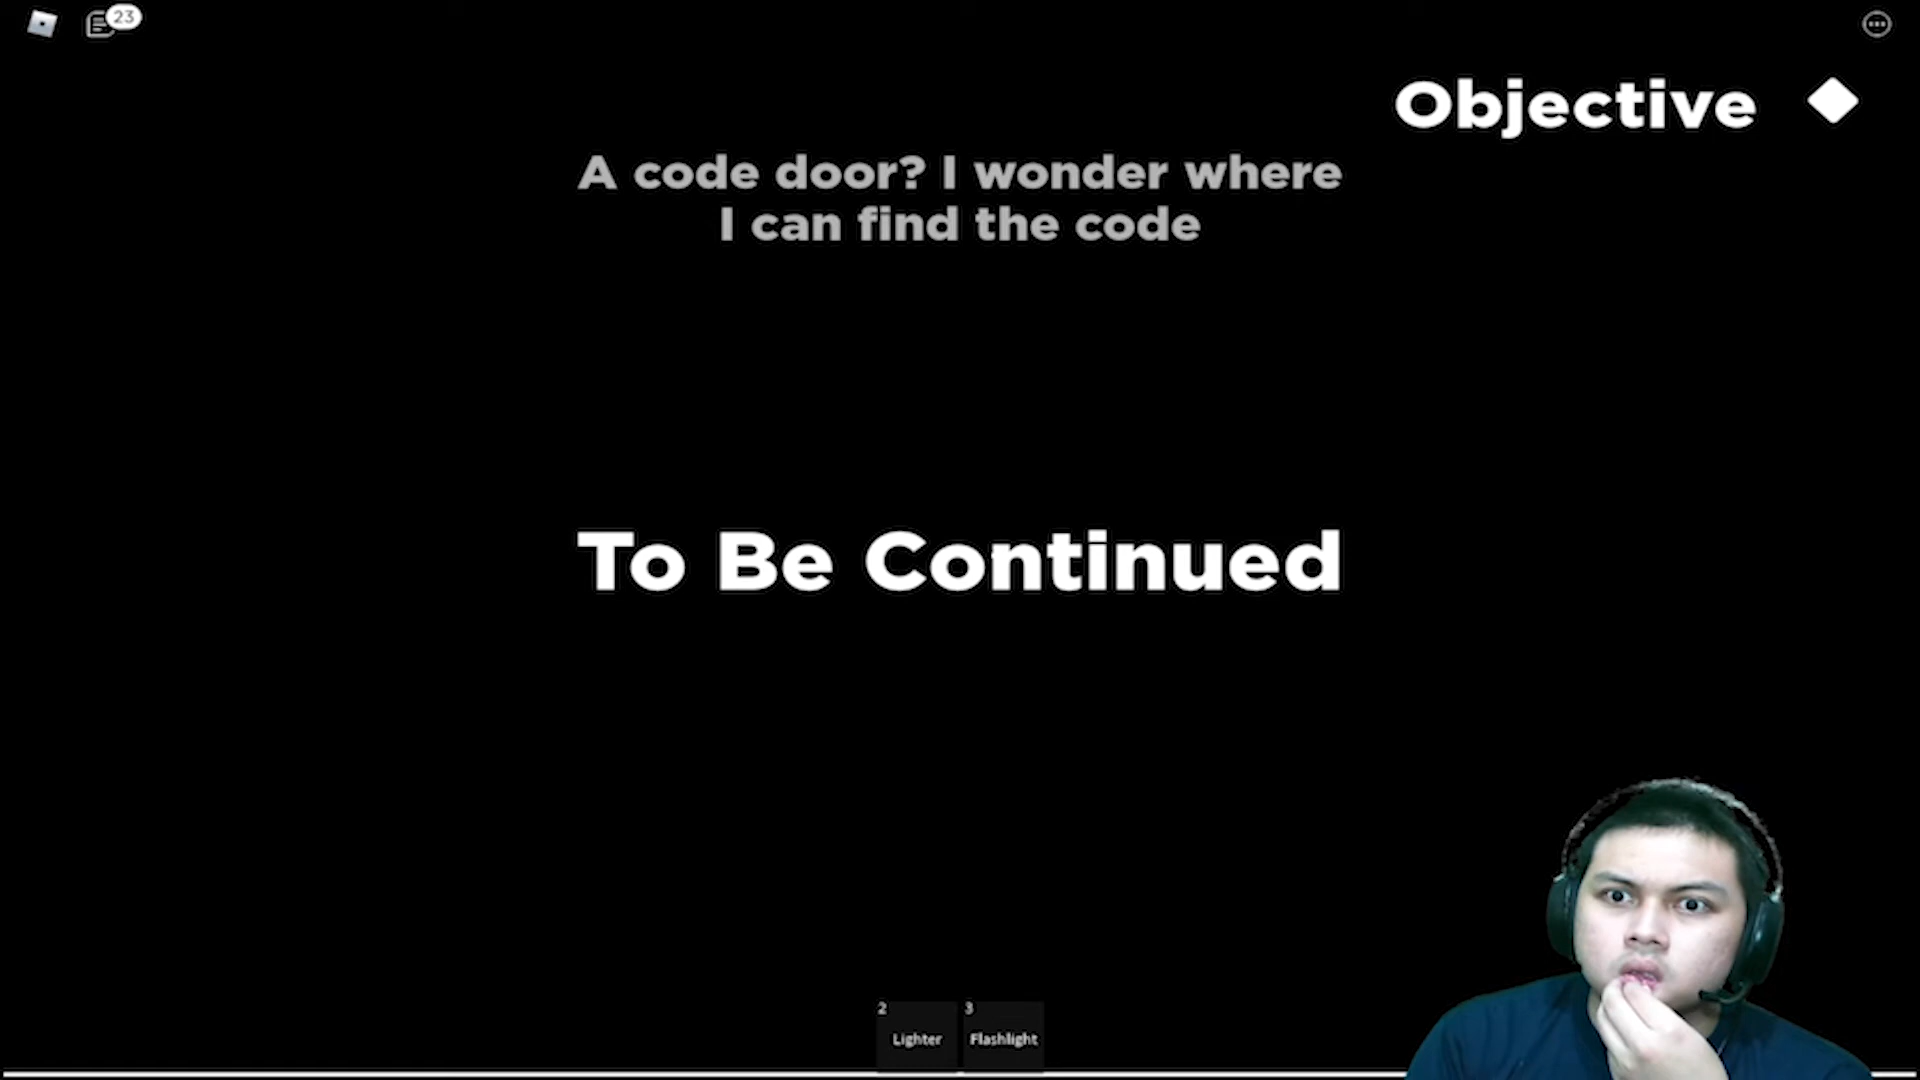 23
Objective
A code door? I wonder where
I can find the code
To Be Continued
2
3
Lighter
Flashlight